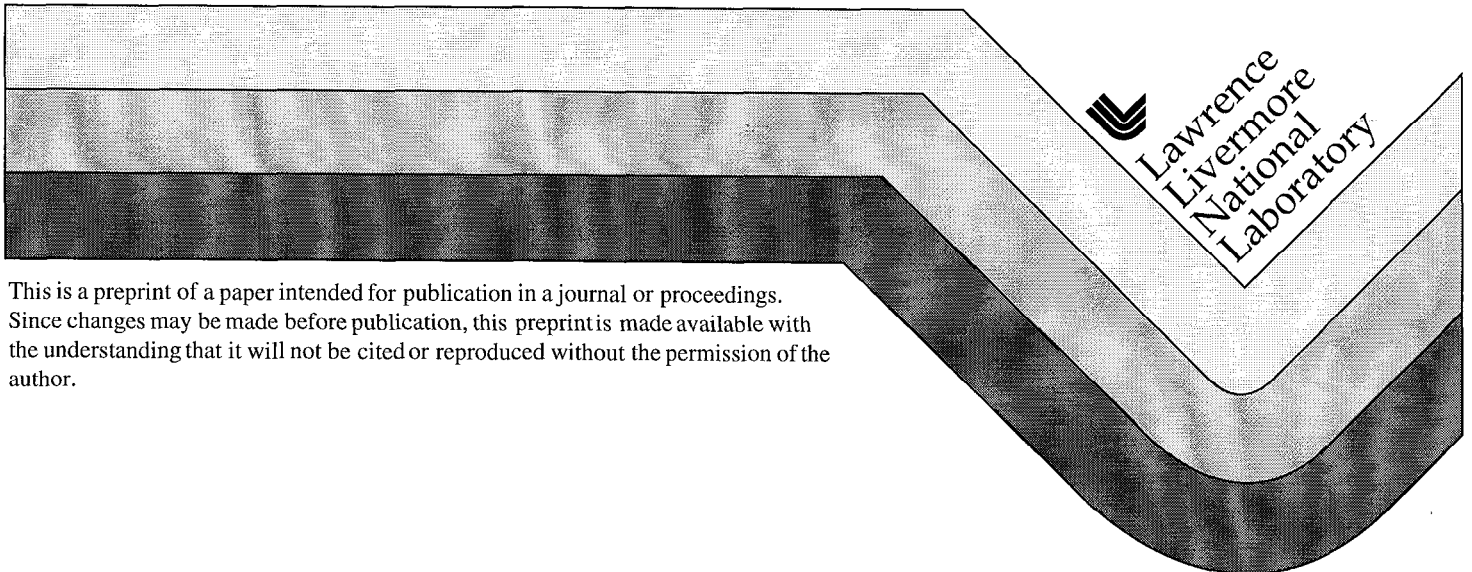 Lawrence
Livermore
National
Laboratory
This is a preprint of a paper intended for publication in a journal or proceedings.
Since changes may be made before publication, this preprint is made available with
the understanding that it will not be cited or reproduced without the permission of the
author.